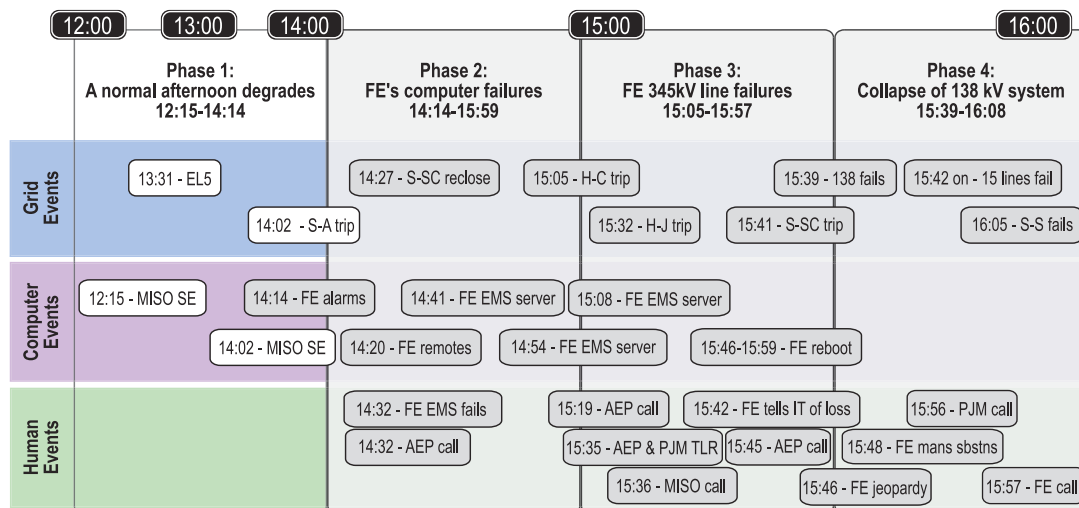 12:00 13:00 14:00 15:00 16:00
Phase 1:
A normal afternoon degrades
12:15-14:14
Phase 2:
FE's computer failures
14:14-15:59
Phase 3:
FE 345kV line failures
15:05-15:57
Phase 4:
Collapse of 138 kV system
15:39-16:08
Grid
Events
13:31 - EL5
14:27 - S-SC reclose
15:05 - H-C trip
15:39 - 138 fails
15:42 on - 15 lines fail
14:02 - S-A trip
15:32 - H-J trip
15:41 - S-SC trip
16:05 - S-S fails
Computer
Events
12:15 - MISO SE
14:14 - FE alarms
14:41 - FE EMS server
15:08 - FE EMS server
14:02 - MISO SE
14:20 - FE remotes
14:54 - FE EMS server
15:46-15:59 - FE reboot
Human
Events
14:32 - FE EMS fails
15:19 - AEP call
15:42 - FE tells IT of loss
15:56 - PJM call
14:32 - AEP call
15:35 - AEP & PJM TLR
15:45 - AEP call
15:48 - FE mans sbstns
15:36 - MISO call
15:46 - FE jeopardy
15:57 - FE call